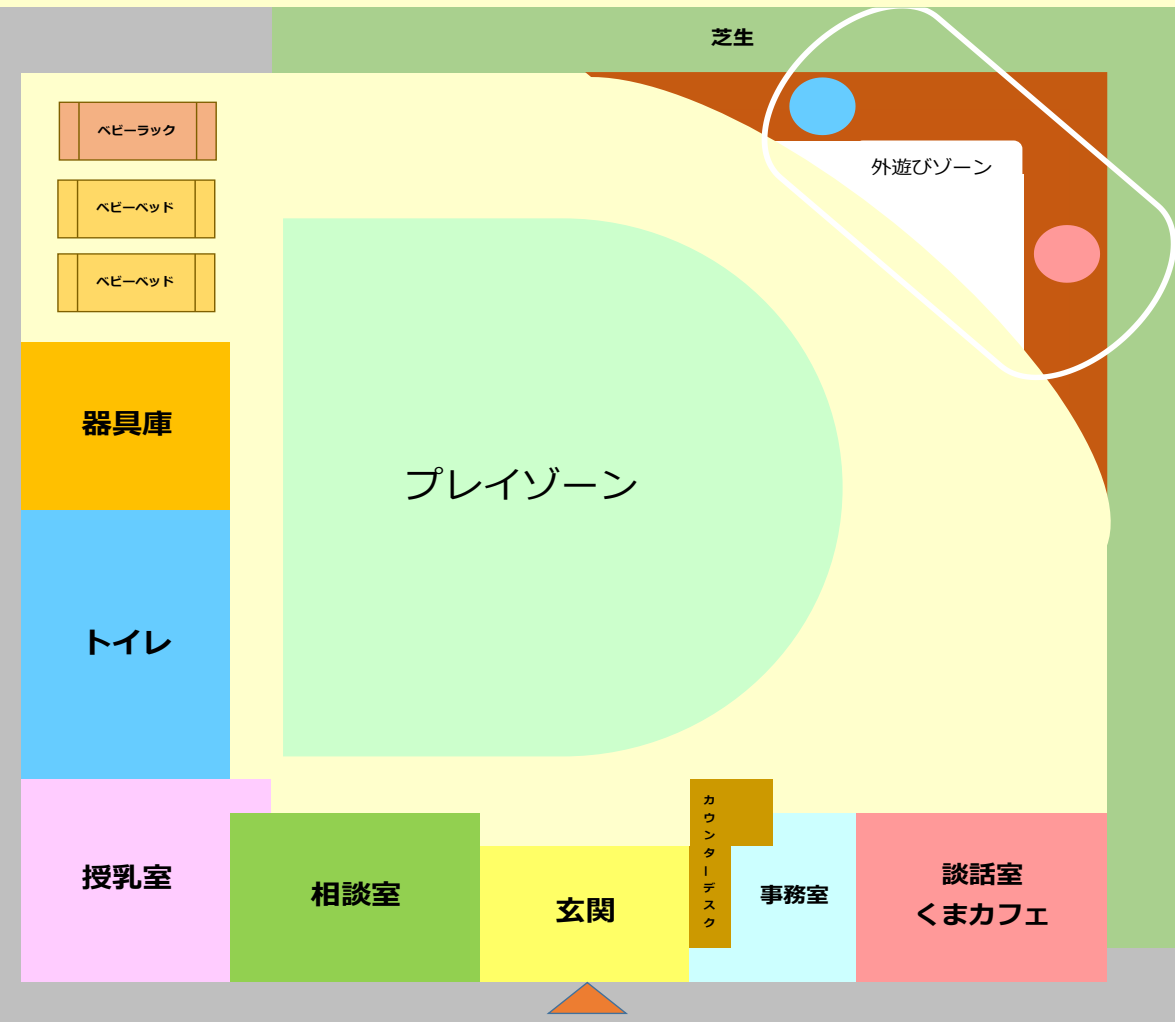 芝生
ベビーラック
外遊びゾーン
ベビーベッド
ベビーベッド
器具庫
プレイゾーン
トイレ
カウンターデスク
授乳室
相談室
玄関
事務室
談話室
くまカフェ